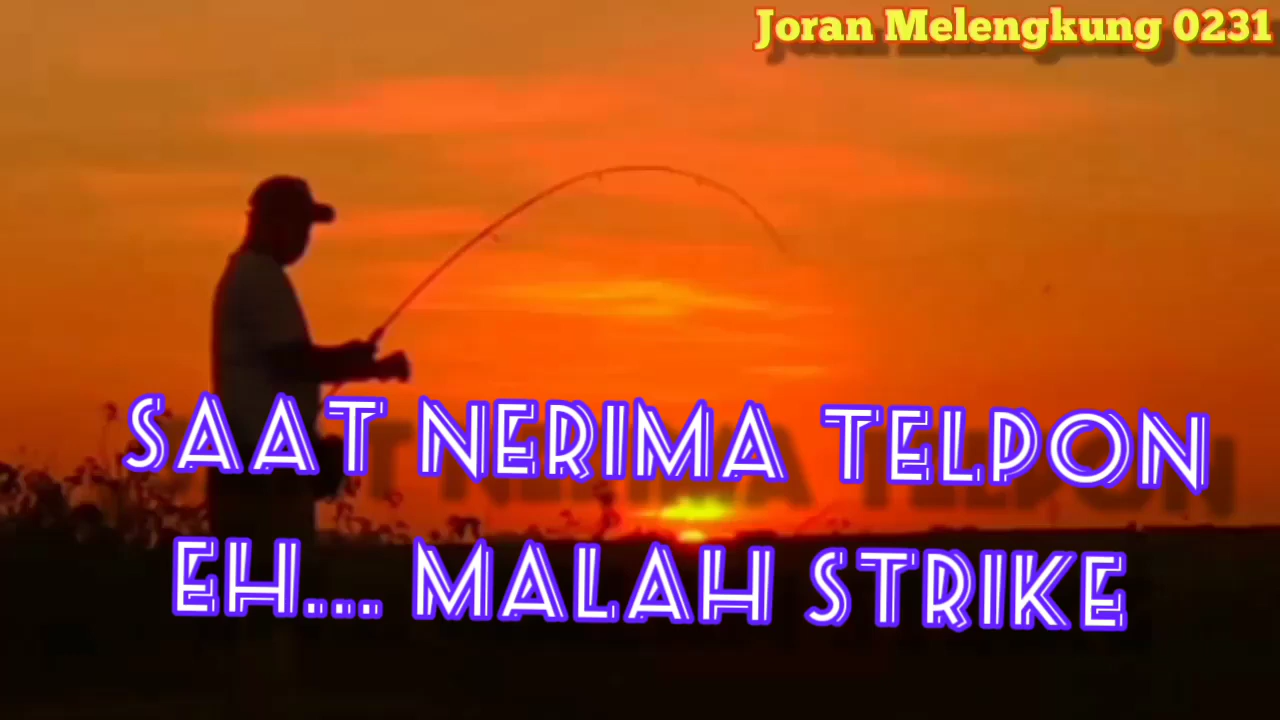 Joran Melengkung 0231
SAAT NERIMA TELPON
EH.... MALAH STRIKE